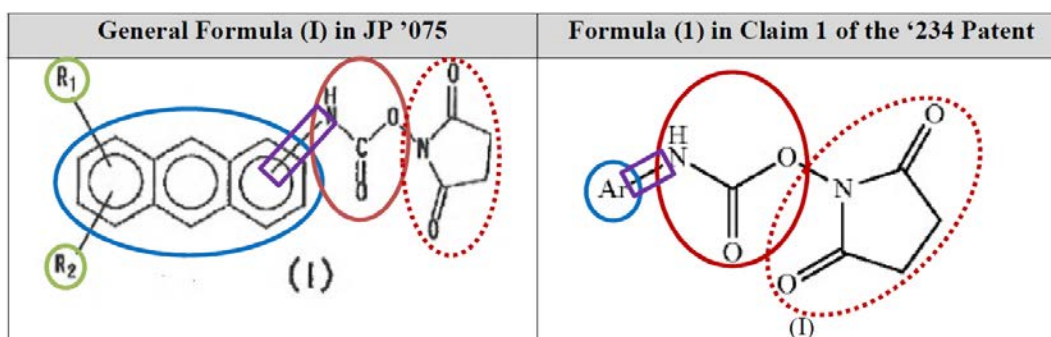 General Formula (I) in JP ’075
Formula (1) in Claim 1 of the ‘234 Patent
R1
R2
H
N
C
O
O
N
O
O
(I)
Ar
H
N
O
O
N
O
O
(I)